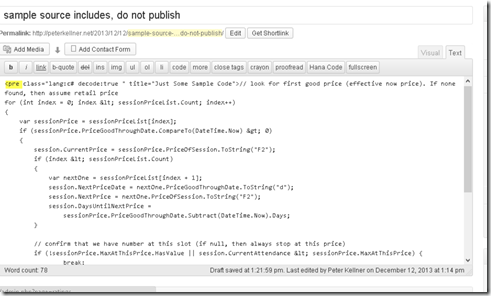 sample source includes, do not publish
Permalink: http://peterkellner.net/2013/12/12/sample-source-...do-not-publish/ Edit Get Shortlink
Add Media Add Contact Form Visual Text
b i link b-quote del ins img ul ol li code more close tags crayon proofread Hana Code fullscreen
<pre class="lang:c# decode:true " title="Just Some Sample Code">// look for first good price (effective now price). If none
found, then assume retail price
for (int index = 0; index &lt; sessionPriceList.Count; index++)
{
var sessionPrice = sessionPriceList[index];
if (sessionPrice.PriceGoodThroughDate.CompareTo(DateTime.Now) &gt; 0)
{
session.CurrentPrice = sessionPrice.PriceOfSession.ToString("F2");
if (index &lt; sessionPriceList.Count)
{
var nextOne = sessionPriceList[index + 1];
session.NextPriceDate = nextOne.PriceGoodThroughDate.ToString("d");
session.NextPrice = nextOne.PriceOfSession.ToString("F2");
session.DaysUntilNextPrice =
sessionPrice.PriceGoodThroughDate.Subtract(DateTime.Now).Days;
}
// confirm that we have number at this slot (if null, then always stop at this price)
if (!sessionPrice.MaxAtThisPrice.HasValue || session.CurrentAttendance &lt; sessionPrice.MaxAtThisPrice) {
break;
Word count: 78 Draft saved at 1:21:59 pm. Last edited by Peter Kellner on December 12, 2013 at 1:14 pm